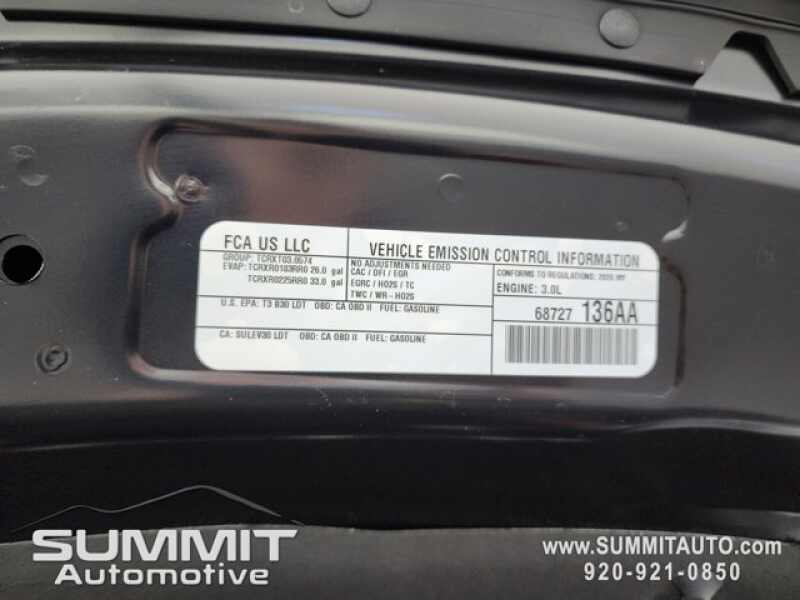 FCA US LLC
GROUP: TCRXT03.0574
EVAP: TCRXR0183RR0 26.0 gal
TCRXR0225RR0 33.0 gal
VEHICLE EMISSION CONTROL INFORMATION
NO ADJUSTMENTS NEEDED
CAC / DFI / EGR
EGRC / HO2S / TC
TWC / WR-HO2S
CONFORMS TO REGULATIONS: MY
ENGINE: 3.0L
U.S. EPA: T3 B30 LDT OBD: CA OBD II FUEL: GASOLINE
CA: SULEV30 LDT OBD: CA OBD II FUEL: GASOLINE
68727 136AA
SUMMIT
Automotive
www.SUMMITAUTO.com
920-921-0850